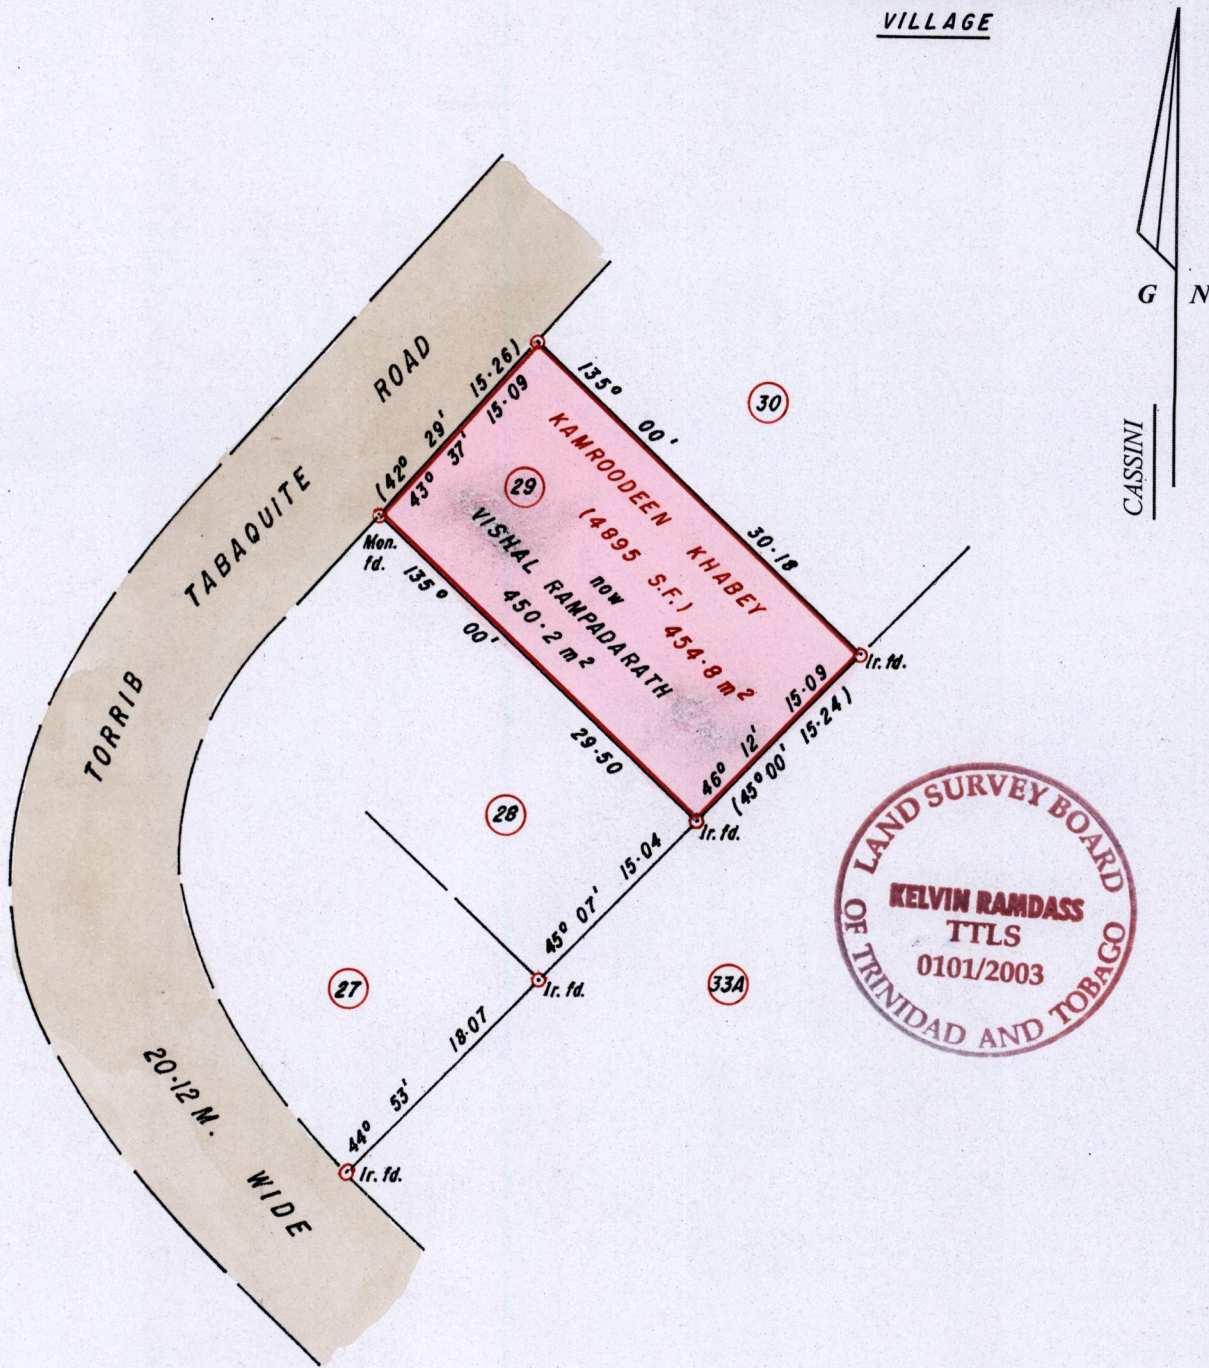 VILLAGE
G N
CASSINI
TORRIB TABAQUITE ROAD
20·12 M. WIDE
(42° 29' 15·26)
43° 37' 15·09
135° 00' 30·18
30
29
KAMROODEEN KHABEY
(4895 S.F.) 454·8 m²
now
VISHAL RAMPADARATH
450·2 m²
Mon.
fd.
135° 00' 29·50
46° 12' 15·09
(45° 00' 15·24)
Ir. fd.
Ir. fd.
28
45° 07' 15·04
Ir. fd.
27
33A
44° 53' 18·07
Ir. fd.
LAND SURVEY BOARD
KELVIN RAMDASS
TTLS
0101/2003
OF TRINIDAD AND TOBAGO